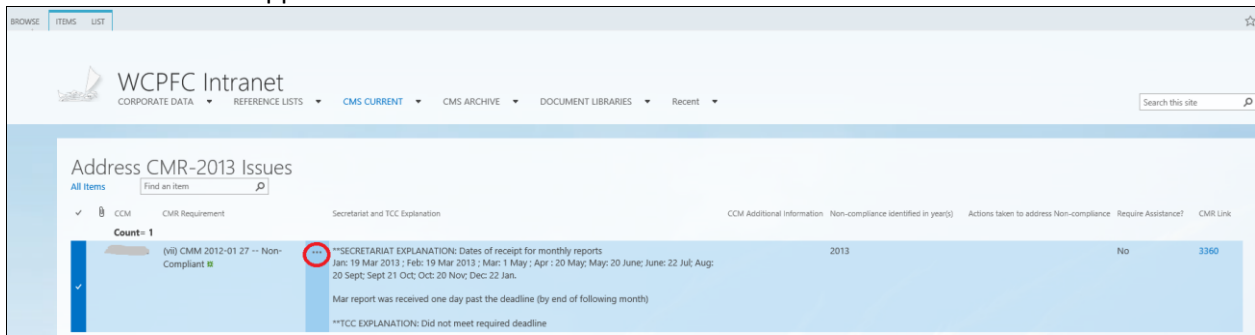 BROWSE ITEMS LIST
WCPFC Intranet
CORPORATE DATA REFERENCE LISTS CMS CURRENT CMS ARCHIVE DOCUMENT LIBRARIES Recent
Search this site
Address CMR-2013 Issues
All Items Find an item
CCM CMR Requirement Secretariat and TCC Explanation CCM Additional Information Non-compliance identified in year(s) Actions taken to address Non-compliance Require Assistance? CMR Link
Count= 1
(vii) CMM 2012-01 27 -- Non-Compliant ... **SECRETARIAT EXPLANATION: Dates of receipt for monthly reports 2013 No 3360
Jan: 19 Mar 2013 ; Feb: 19 Mar 2013 ; Mar: 1 May ; Apr : 20 May; May: 20 June; June: 22 Jul; Aug:
20 Sept; Sept 21 Oct; Oct: 20 Nov; Dec: 22 Jan.
Mar report was received one day past the deadline (by end of following month)
**TCC EXPLANATION: Did not meet required deadline